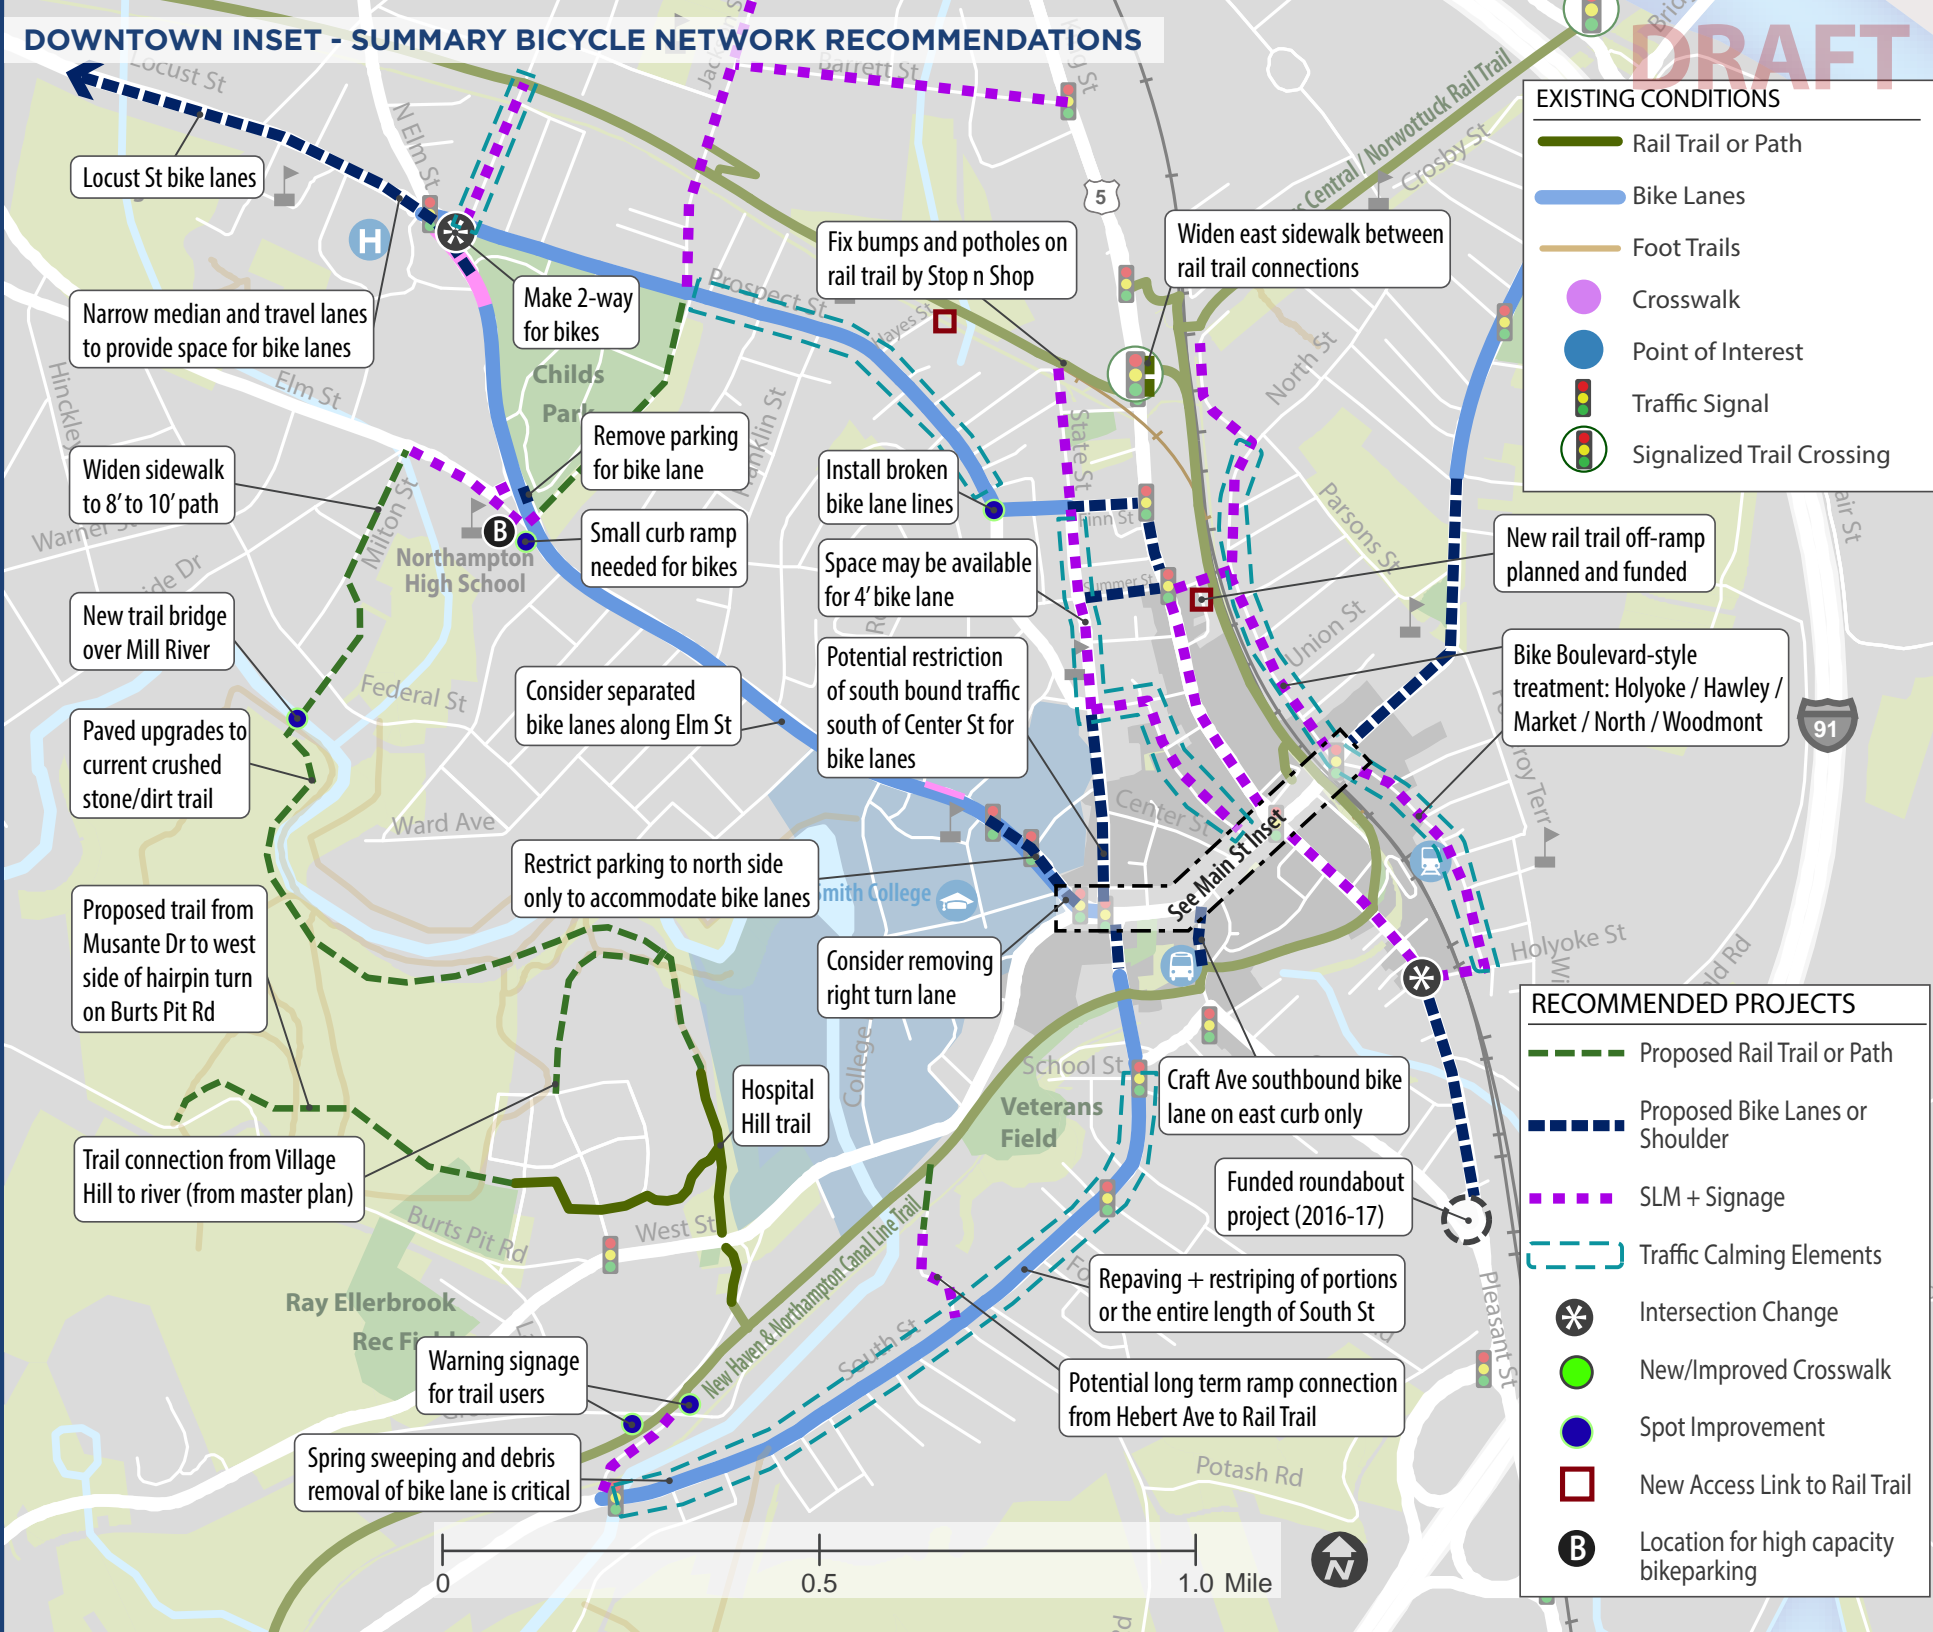 DOWNTOWN INSET - SUMMARY BICYCLE NETWORK RECOMMENDATIONS
DRAFT
EXISTING CONDITIONS
Rail Trail or Path
Bike Lanes
Foot Trails
Crosswalk
Point of Interest
Traffic Signal
Signalized Trail Crossing
RECOMMENDED PROJECTS
Proposed Rail Trail or Path
Proposed Bike Lanes or
Shoulder
SLM + Signage
Traffic Calming Elements
Intersection Change
New/Improved Crosswalk
Spot Improvement
New Access Link to Rail Trail
B
Location for high capacity
bikeparking
Locust St
Barrett St
N Elm St
Locust St bike lanes
H
5
Central / Norwottuck Rail Trail
Crosby St
Fix bumps and potholes on
rail trail by Stop n Shop
Widen east sidewalk between
rail trail connections
Narrow median and travel lanes
to provide space for bike lanes
Make 2-way
for bikes
Prospect St
Hayes St
North St
Hinckley
Elm St
Childs
Park
Franklin St
State St
Remove parking
for bike lane
Widen sidewalk
to 8' to 10' path
Install broken
bike lane lines
Finn St
Parsons St
Warner St
Milton St
B
Northampton
High School
Small curb ramp
needed for bikes
Space may be available
for 4' bike lane
Summer St
New rail trail off-ramp
planned and funded
New trail bridge
over Mill River
Union St
Potential restriction
of south bound traffic
south of Center St for
bike lanes
Bike Boulevard-style
treatment: Holyoke / Hawley /
Market / North / Woodmont
Federal St
Consider separated
bike lanes along Elm St
91
Paved upgrades to
current crushed
stone/dirt trail
Ward Ave
Center St
See Main St Inset
Restrict parking to north side
only to accommodate bike lanes
Smith College
Proposed trail from
Musante Dr to west
side of hairpin turn
on Burts Pit Rd
Consider removing
right turn lane
Holyoke St
College
School St
Veterans
Field
Craft Ave southbound bike
lane on east curb only
Hospital
Hill trail
Trail connection from Village
Hill to river (from master plan)
Funded roundabout
project (2016-17)
Burts Pit Rd
West St
New Haven & Northampton Canal Line Trail
Repaving + restriping of portions
or the entire length of South St
Pleasant St
Ray Ellerbrook
Rec Field
South St
Warning signage
for trail users
Potential long term ramp connection
from Hebert Ave to Rail Trail
Spring sweeping and debris
removal of bike lane is critical
Potash Rd
0
0.5
1.0 Mile
N